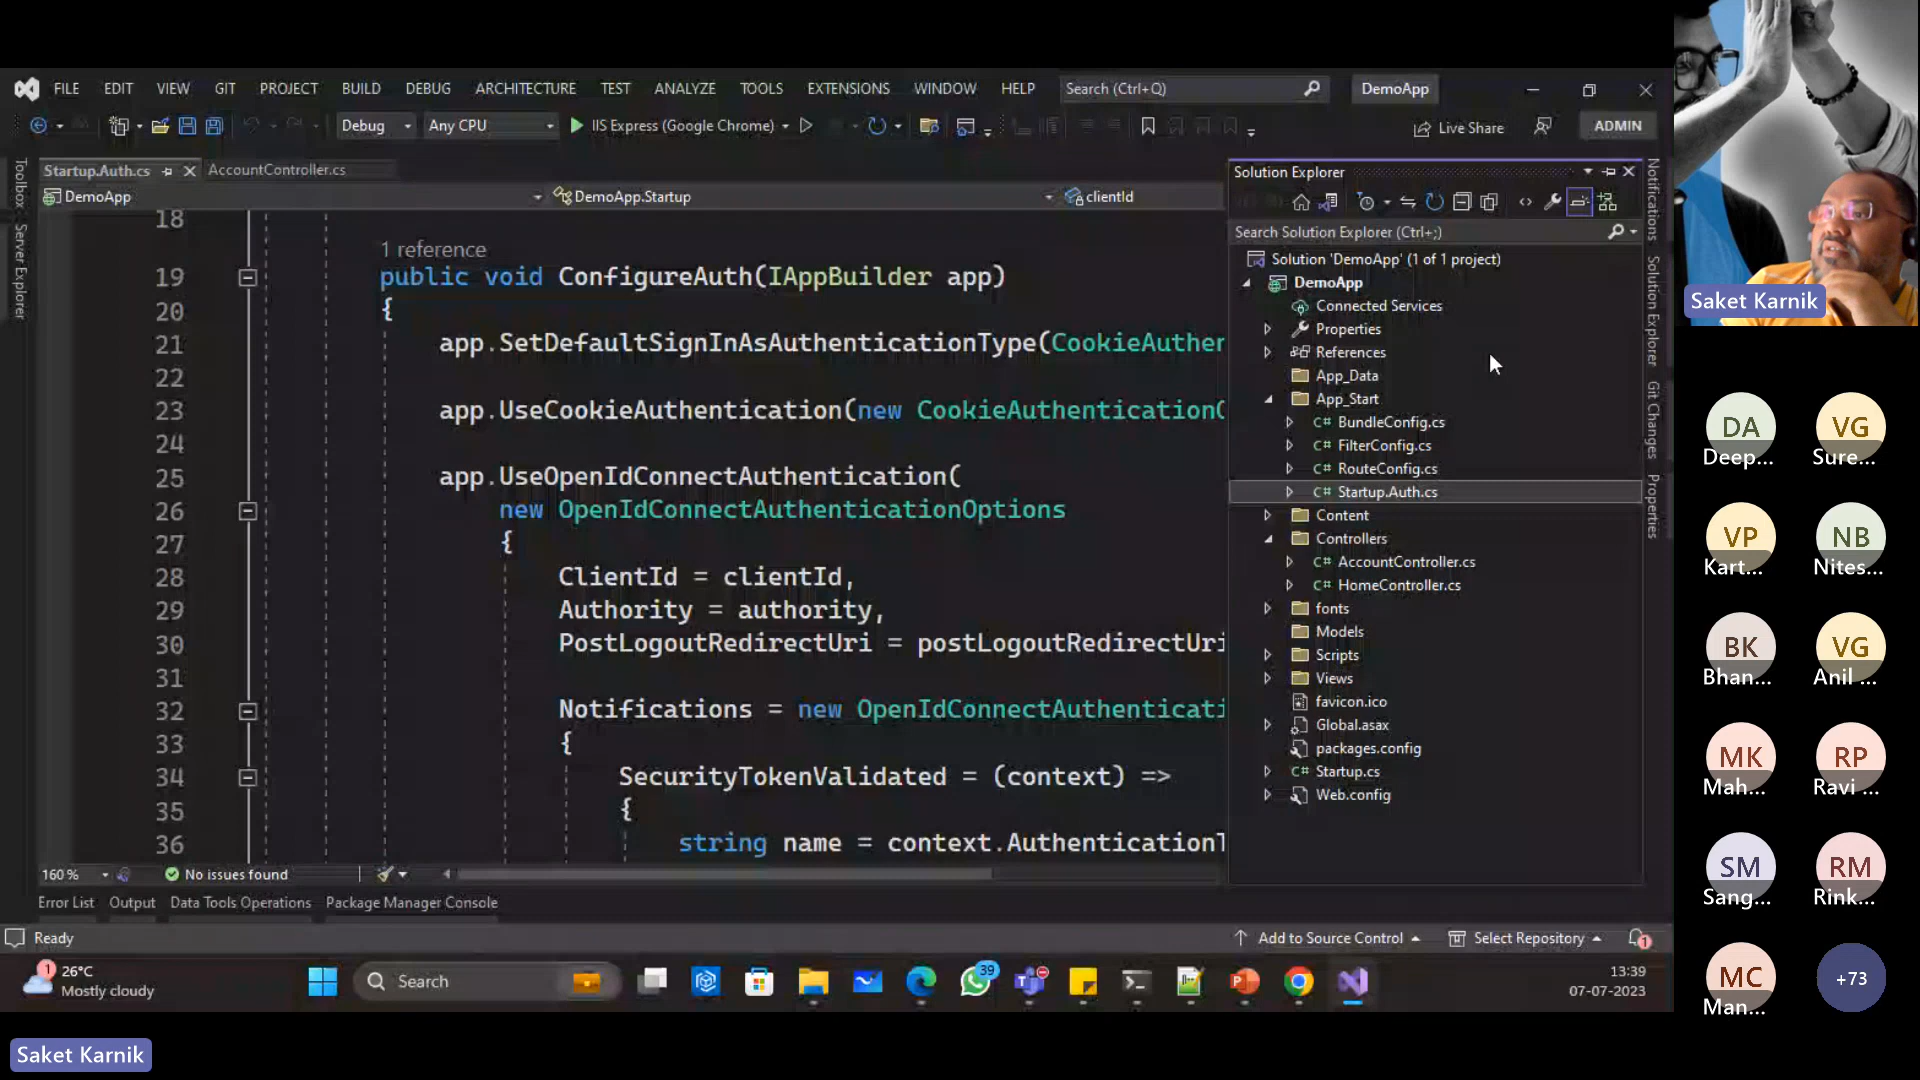 FILE EDIT VIEW GIT PROJECT BUILD DEBUG ARCHITECTURE TEST ANALYZE TOOLS EXTENSIONS WINDOW HELP Search (Ctrl+Q) DemoApp
Debug Any CPU IIS Express (Google Chrome) Live Share ADMIN
Startup.Auth.cs AccountController.cs
DemoApp DemoApp.Startup clientId
Toolbox Server Explorer
18
1 reference
19 public void ConfigureAuth(IAppBuilder app)
20 {
21 app.SetDefaultSignInAsAuthenticationType(CookieAuthen
22
23 app.UseCookieAuthentication(new CookieAuthenticationO
24
25 app.UseOpenIdConnectAuthentication(
26 new OpenIdConnectAuthenticationOptions
27 {
28 ClientId = clientId,
29 Authority = authority,
30 PostLogoutRedirectUri = postLogoutRedirectUri
31
32 Notifications = new OpenIdConnectAuthenticati
33 {
34 SecurityTokenValidated = (context) =>
35 {
36 string name = context.AuthenticationT
160 % No issues found
Error List Output Data Tools Operations Package Manager Console
Solution Explorer
Search Solution Explorer (Ctrl+;)
Solution 'DemoApp' (1 of 1 project)
DemoApp
Connected Services
Properties
References
App_Data
App_Start
C# BundleConfig.cs
C# FilterConfig.cs
C# RouteConfig.cs
C# Startup.Auth.cs
Content
Controllers
C# AccountController.cs
C# HomeController.cs
fonts
Models
Scripts
Views
favicon.ico
Global.asax
packages.config
C# Startup.cs
Web.config
Notifications Solution Explorer Git Changes Properties
Ready Add to Source Control Select Repository 1
1 26°C
Mostly cloudy
Search
39
13:39
07-07-2023
Saket Karnik
DA VG
Deep... Sure...
VP NB
Kart... Nites...
BK VG
Bhan... Anil ...
MK RP
Mah... Ravi ...
SM RM
Sang... Rink...
MC +73
Man...
Saket Karnik